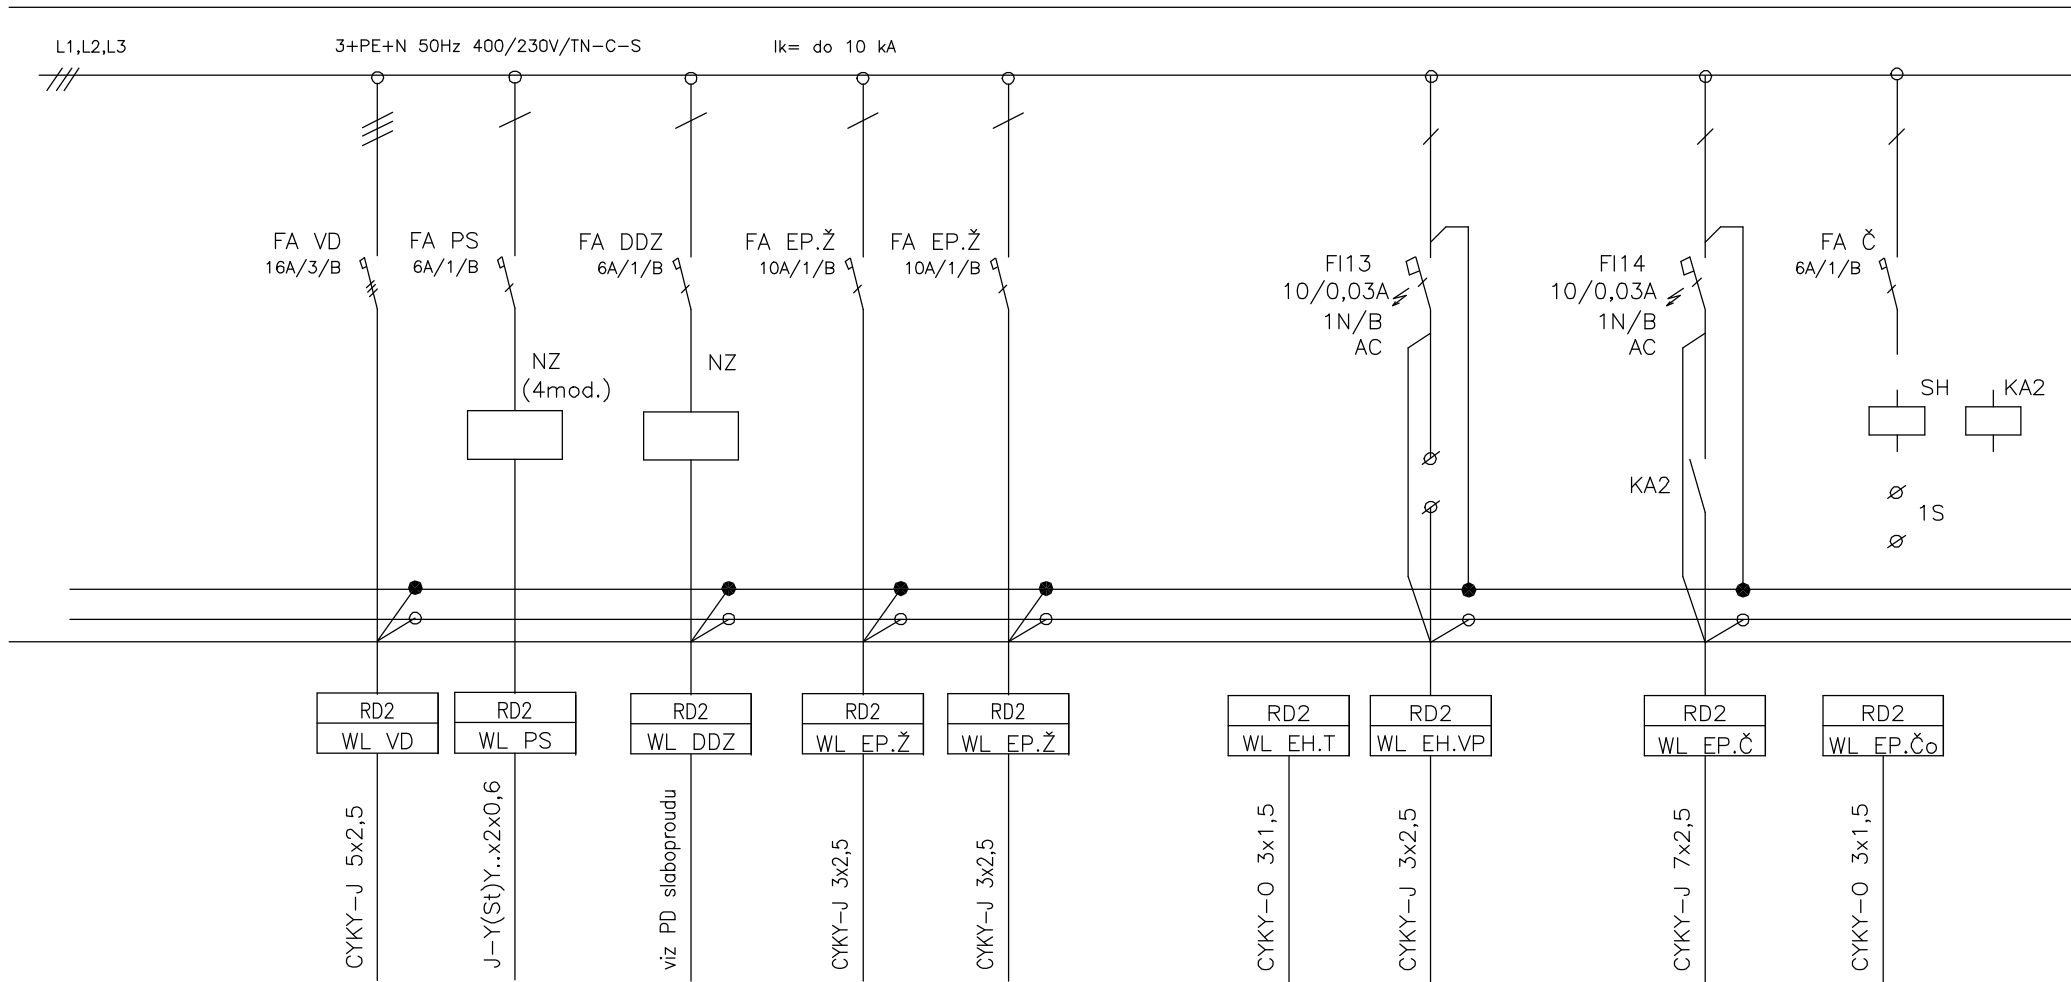 L1,L2,L3
3+PE+N 50Hz 400/230V/TN-C-S
Ik= do 10 kA
FA VD
16A/3/B
FA PS
6A/1/B
FA DDZ
6A/1/B
FA EP.Ž
10A/1/B
FA EP.Ž
10A/1/B
FI13
10/0,03A
1N/B
AC
FI14
10/0,03A
1N/B
AC
FA Č
6A/1/B
NZ
(4mod.)
NZ
SH
KA2
KA2
1S
RD2
WL VD
RD2
WL PS
RD2
WL DDZ
RD2
WL EP.Ž
RD2
WL EP.Ž
RD2
WL EH.T
RD2
WL EH.VP
RD2
WL EP.Č
RD2
WL EP.Čo
CYKY-J 5x2,5
J-Y(St)Y..x2x0,6
viz PD slaboproudu
CYKY-J 3x2,5
CYKY-J 3x2,5
CYKY-O 3x1,5
CYKY-J 3x2,5
CYKY-J 7x2,5
CYKY-O 3x1,5